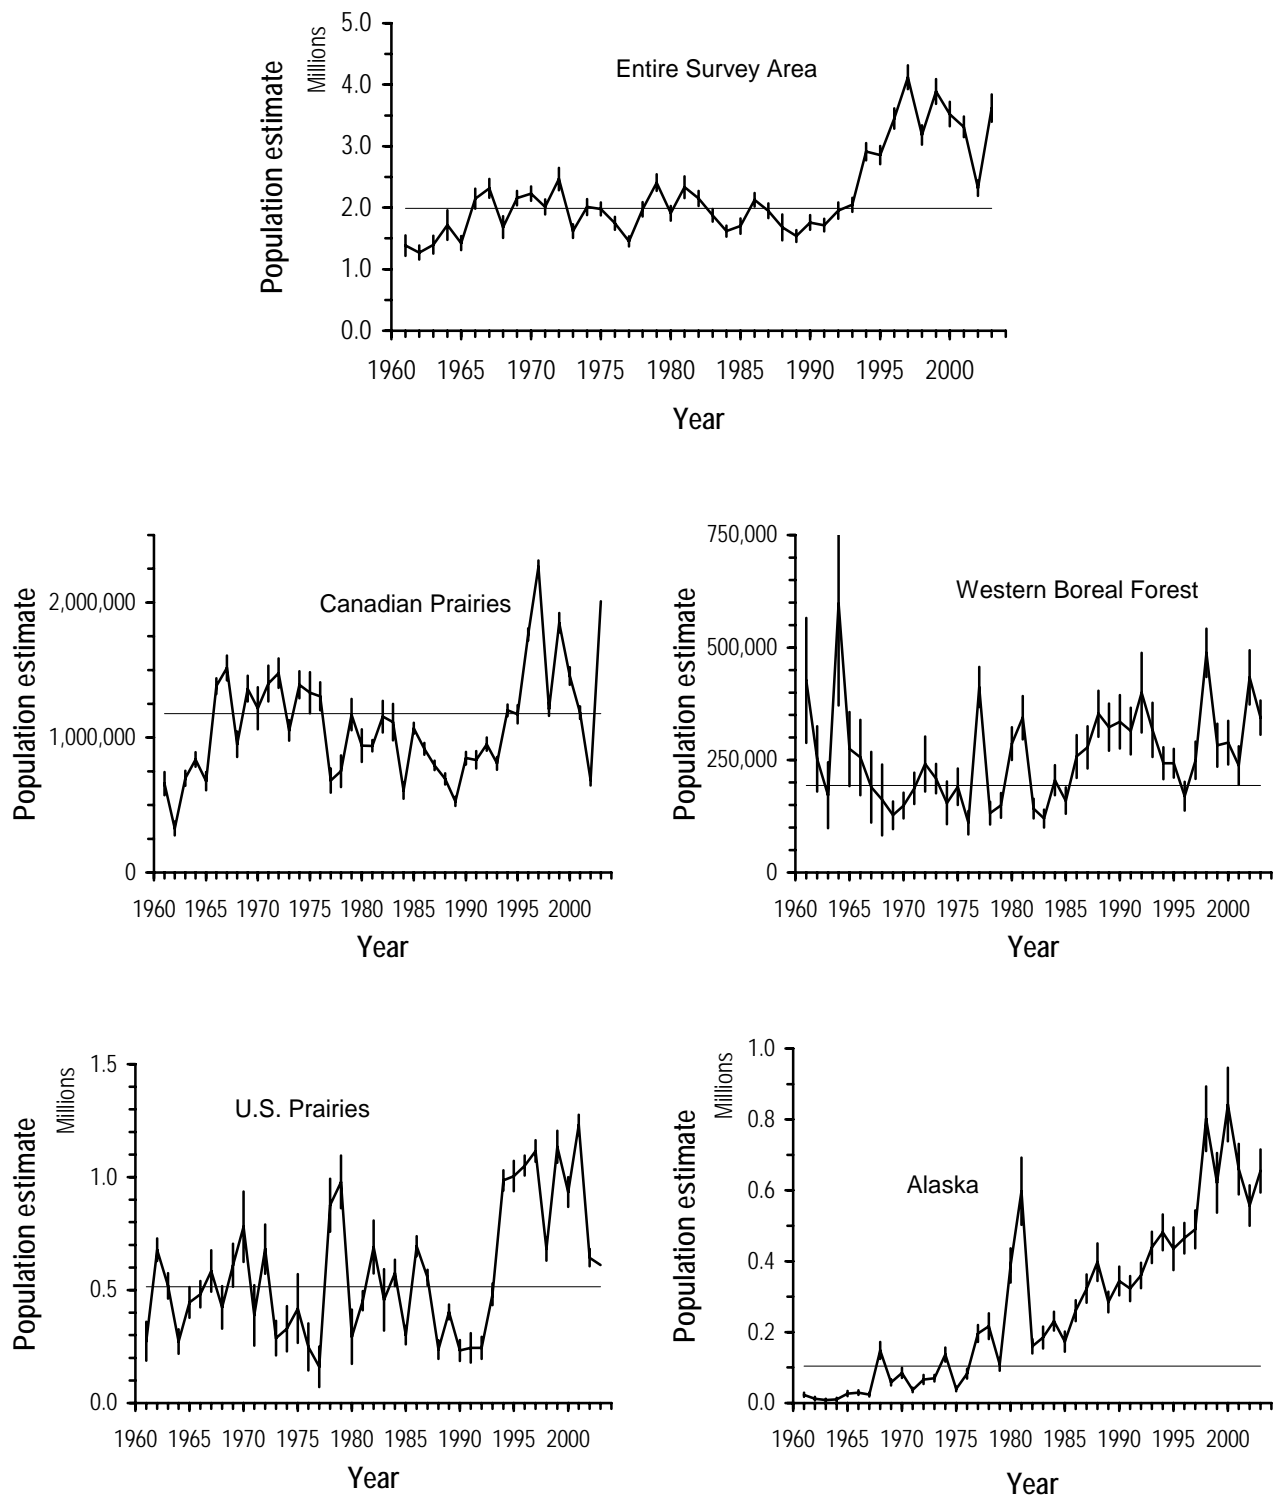 5.0
Millions
Entire Survey Area
4.0
3.0
Population estimate
2.0
1.0
0.0
1960 1965 1970 1975 1980 1985 1990 1995 2000
Year
Canadian Prairies
2,000,000
Population estimate
1,000,000
0
1960 1965 1970 1975 1980 1985 1990 1995 2000
Year
750,000
Western Boreal Forest
500,000
Population estimate
250,000
0
1960 1965 1970 1975 1980 1985 1990 1995 2000
Year
1.5
Millions
U.S. Prairies
1.0
Population estimate
0.5
0.0
1960 1965 1970 1975 1980 1985 1990 1995 2000
Year
1.0
Millions
0.8
Alaska
0.6
Population estimate
0.4
0.2
0.0
1960 1965 1970 1975 1980 1985 1990 1995 2000
Year